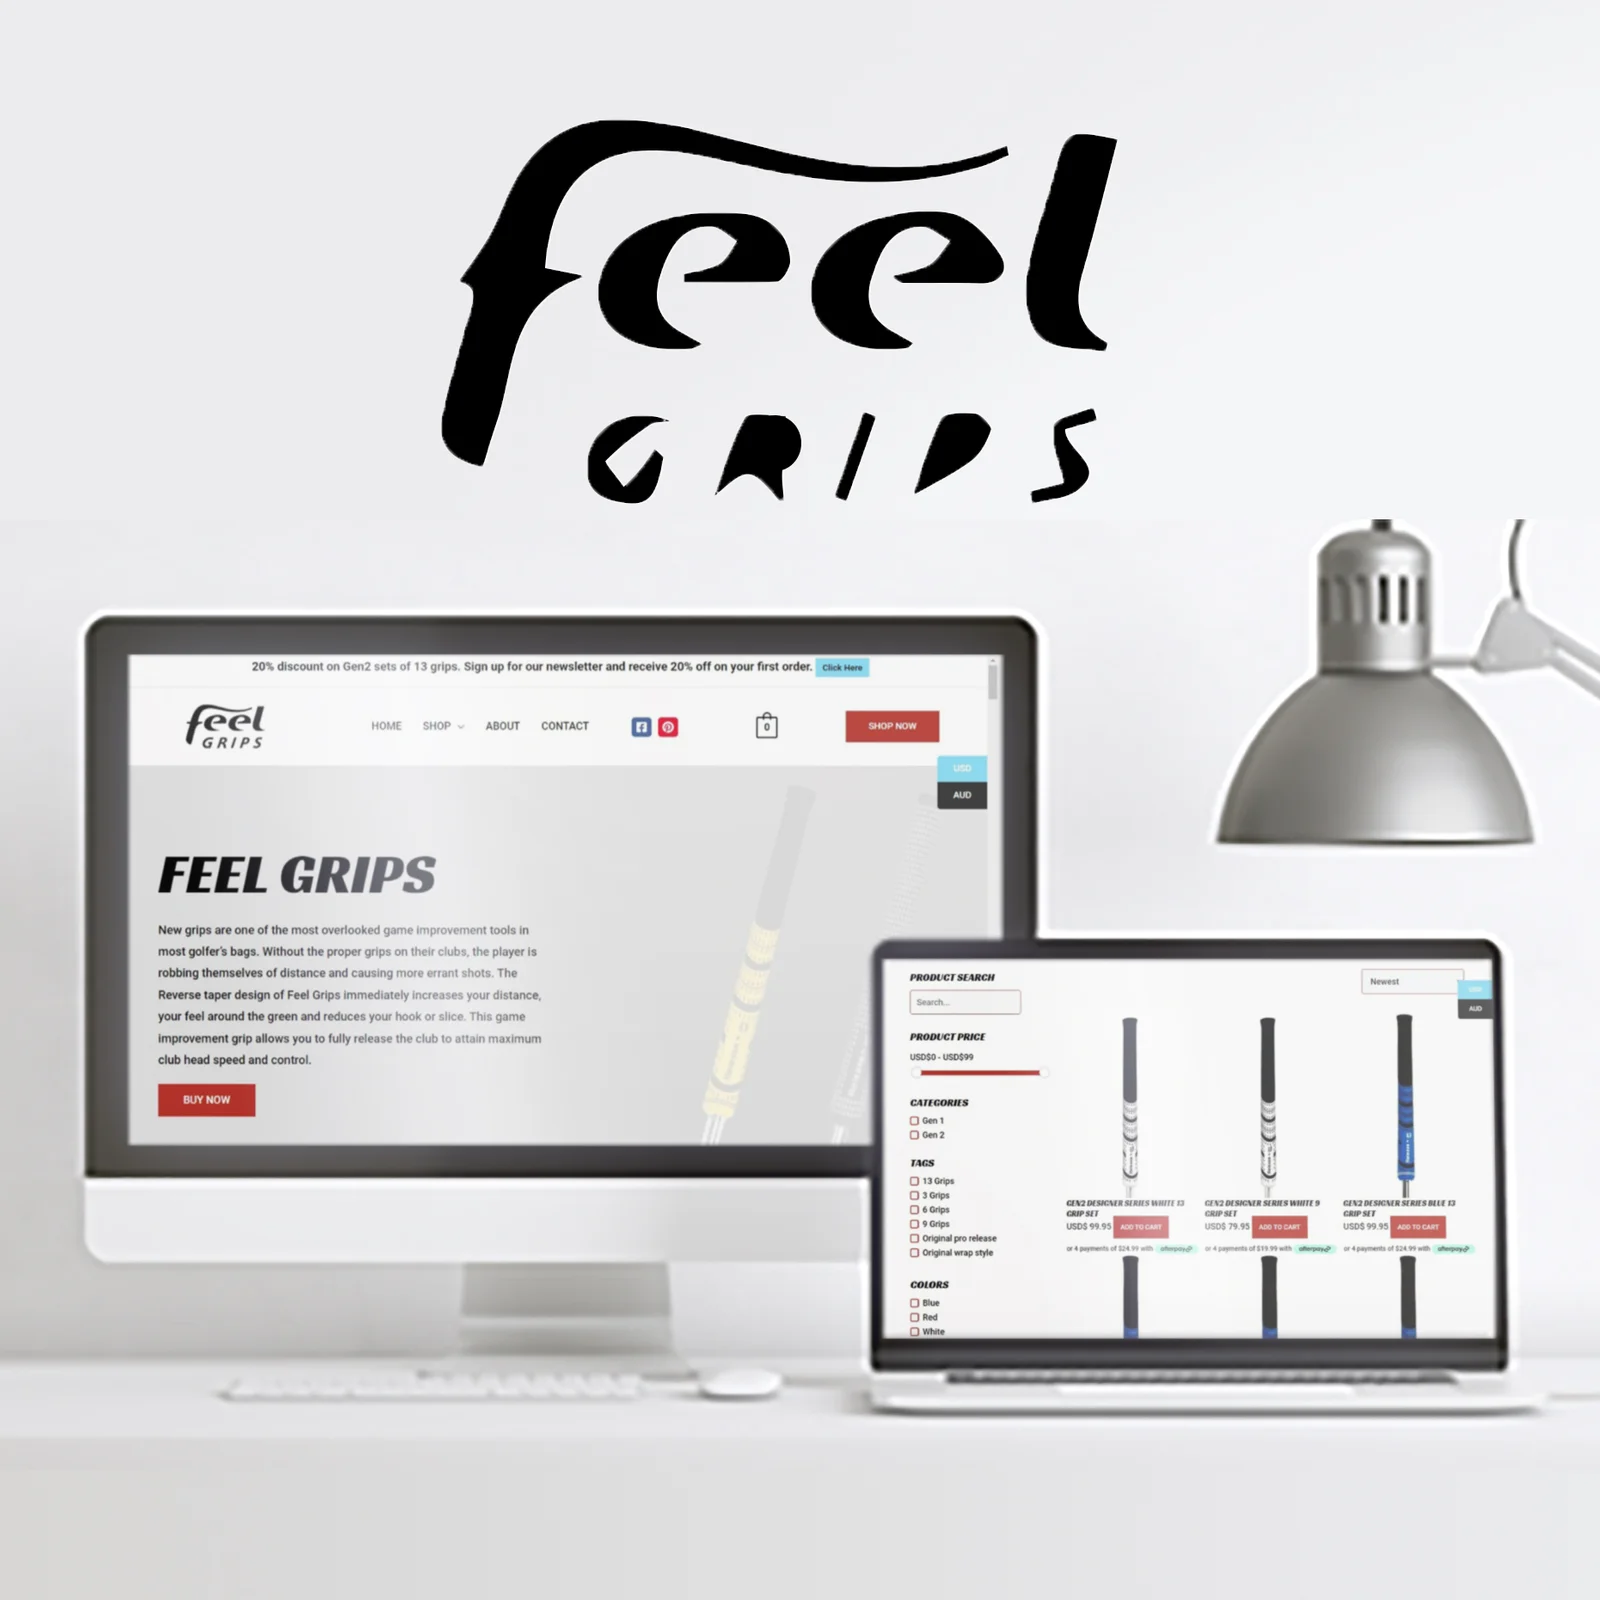 feel
GRIPS
20% discount on Gen2 sets of 13 grips. Sign up for our newsletter and receive 20% off on your first order. Click Here
feel
GRIPS
HOME SHOP ABOUT CONTACT 0 SHOP NOW
USD
AUD
FEEL GRIPS
New grips are one of the most overlooked game improvement tools in
most golfer's bags. Without the proper grips on their clubs, the player is
robbing themselves of distance and causing more errant shots. The
Reverse taper design of Feel Grips immediately increases your distance,
your feel around the green and reduces your hook or slice. This game
improvement grip allows you to fully release the club to attain maximum
club head speed and control.
BUY NOW
PRODUCT SEARCH
Search...
PRODUCT PRICE
USD$0 - USD$99
CATEGORIES
Gen 1
Gen 2
TAGS
13 Grips
3 Grips
6 Grips
9 Grips
Original pro release
Original wrap style
COLORS
Blue
Red
White
Newest
USD
AUD
GEN2 DESIGNER SERIES WHITE 13
GRIP SET
USD$ 99.95 ADD TO CART
or 4 payments of $24.99 with afterpay
GEN2 DESIGNER SERIES WHITE 9
GRIP SET
USD$ 79.95 ADD TO CART
or 4 payments of $19.99 with afterpay
GEN2 DESIGNER SERIES BLUE 13
GRIP SET
USD$ 99.95 ADD TO CART
or 4 payments of $24.99 with afterpay